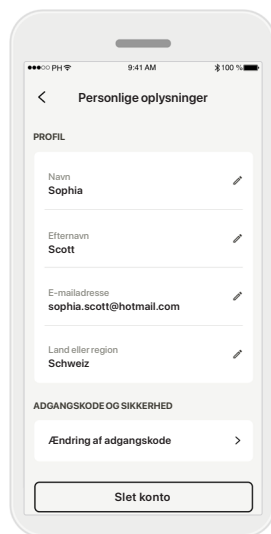 PH 9:41 AM 100 %
Personlige oplysninger
PROFIL
Navn
Sophia
Efternavn
Scott
E-mailadresse
sophia.scott@hotmail.com
Land eller region
Schweiz
ADGANGSKODE OG SIKKERHED
Ændring af adgangskode
Slet konto